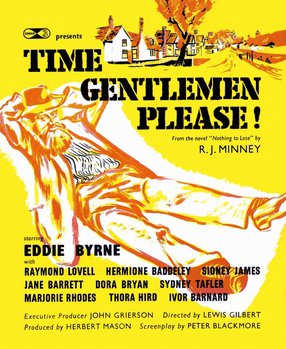 presents
TIME
GENTLEMEN
PLEASE!
From the novel "Nothing to Lose" by
R. J. MINNEY
starring
EDDIE BYRNE
with
RAYMOND LOVELL HERMIONE BADDELEY SIDNEY JAMES
JANE BARRETT DORA BRYAN SYDNEY TAFLER
MARJORIE RHODES THORA HIRD IVOR BARNARD
Executive Producer JOHN GRIERSON Directed by LEWIS GILBERT
Produced by HERBERT MASON Screenplay by PETER BLACKMORE